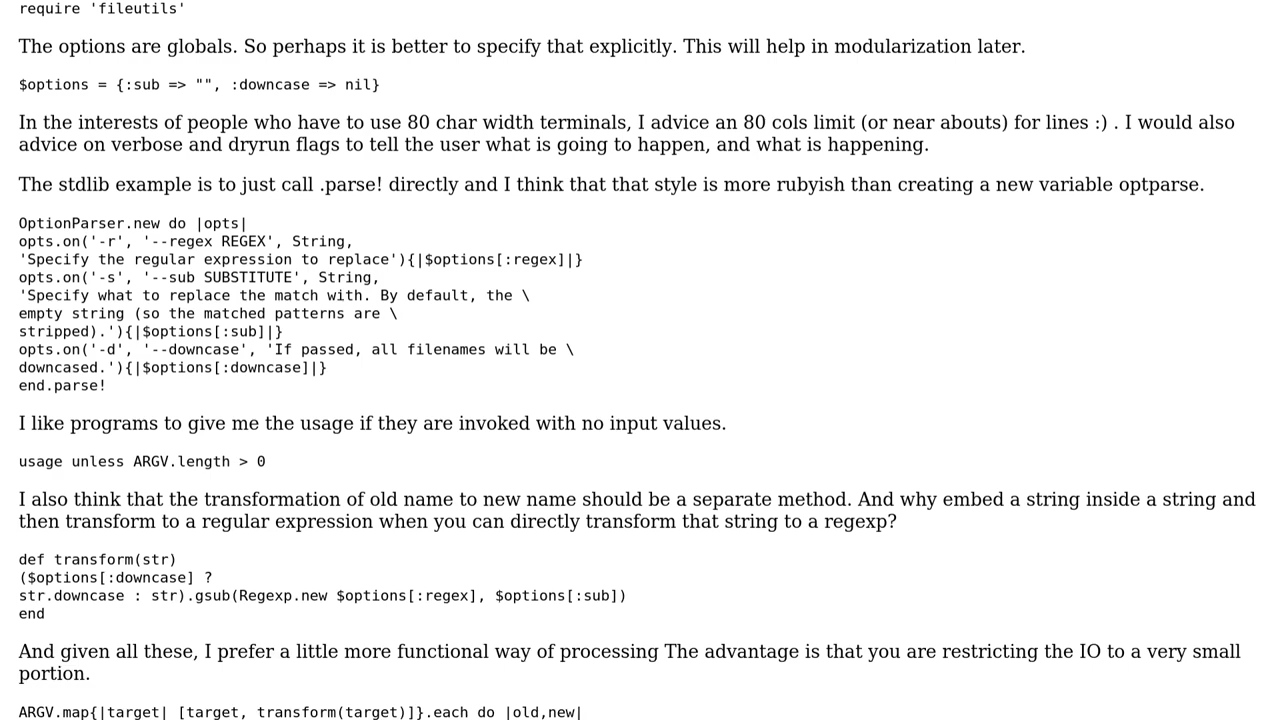 require 'fileutils'
The options are globals. So perhaps it is better to specify that explicitly. This will help in modularization later.
$options = {:sub => "", :downcase => nil}
In the interests of people who have to use 80 char width terminals, I advice an 80 cols limit (or near abouts) for lines :) . I would also
advice on verbose and dryrun flags to tell the user what is going to happen, and what is happening.
The stdlib example is to just call .parse! directly and I think that that style is more rubyish than creating a new variable optparse.
OptionParser.new do |opts|
opts.on('-r', '--regex REGEX', String,
'Specify the regular expression to replace'){|$options[:regex]|}
opts.on('-s', '--sub SUBSTITUTE', String,
'Specify what to replace the match with. By default, the \
empty string (so the matched patterns are \
stripped).'){|$options[:sub]|}
opts.on('-d', '--downcase', 'If passed, all filenames will be \
downcased.'){|$options[:downcase]|}
end.parse!
I like programs to give me the usage if they are invoked with no input values.
usage unless ARGV.length > 0
I also think that the transformation of old name to new name should be a separate method. And why embed a string inside a string and
then transform to a regular expression when you can directly transform that string to a regexp?
def transform(str)
($options[:downcase] ?
str.downcase : str).gsub(Regexp.new $options[:regex], $options[:sub])
end
And given all these, I prefer a little more functional way of processing The advantage is that you are restricting the IO to a very small
portion.
ARGV.map{|target| [target, transform(target)]}.each do |old,new|